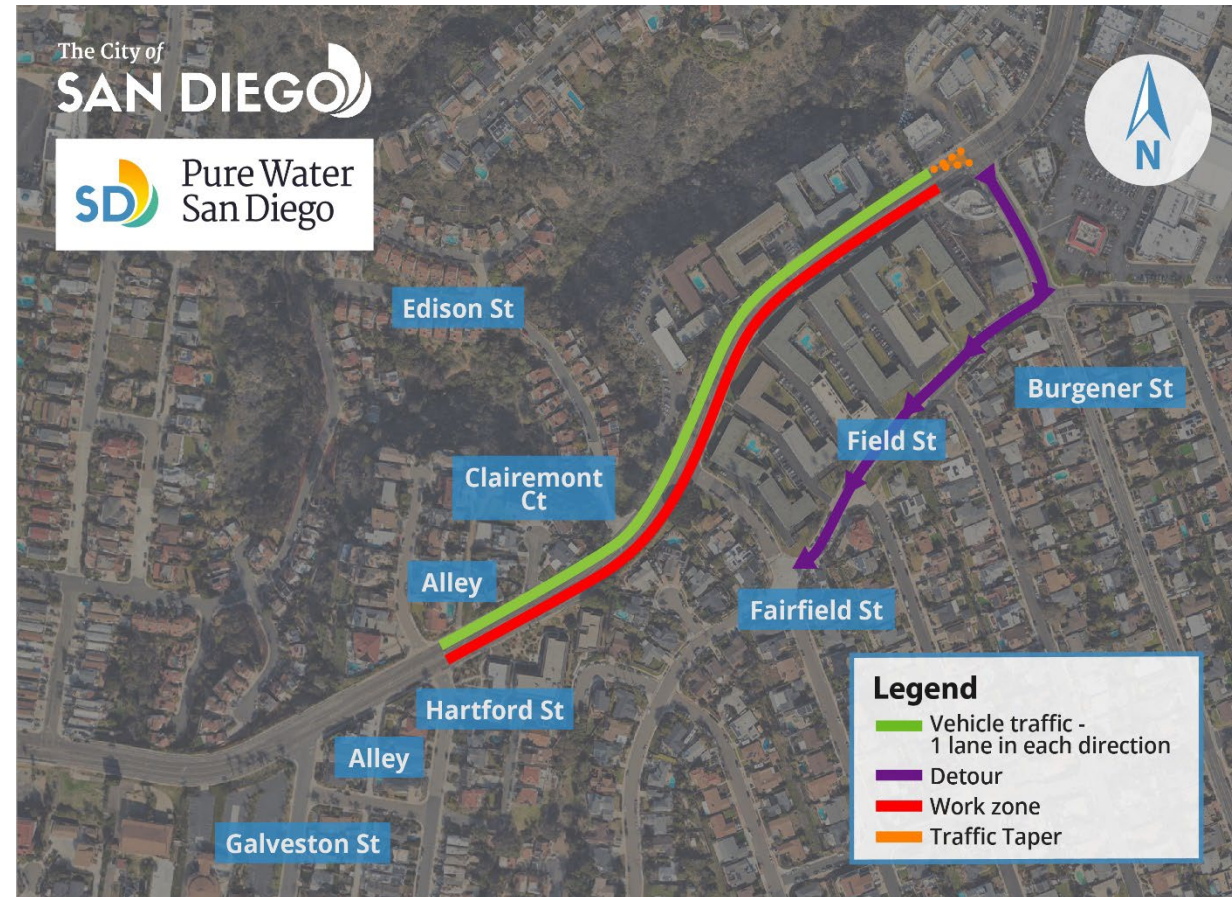 The City of
SAN DIEGO
SD
Pure Water
San Diego
N
Edison St
Burgener St
Field St
Clairemont
Ct
Alley
Fairfield St
Hartford St
Alley
Galveston St
Legend
Vehicle traffic -
1 lane in each direction
Detour
Work zone
Traffic Taper